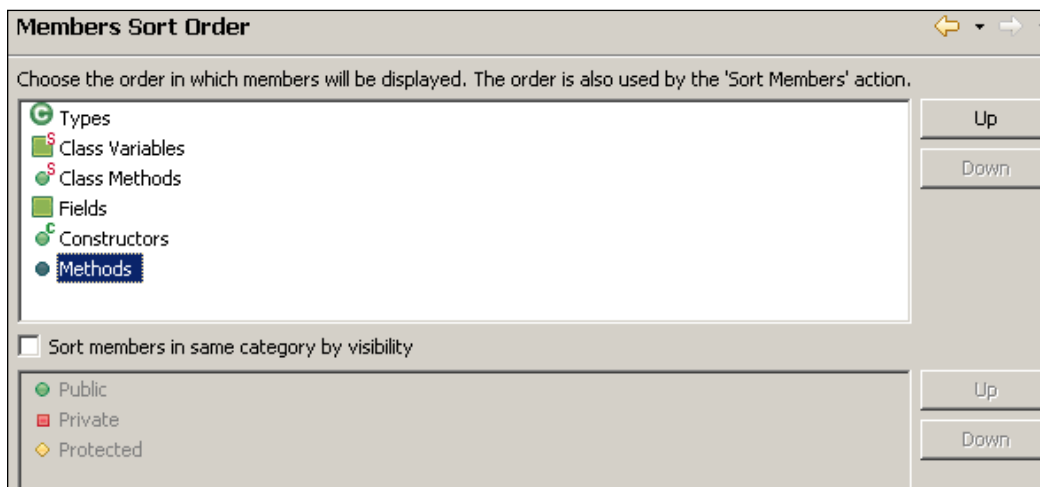 Members Sort Order
Choose the order in which members will be displayed. The order is also used by the 'Sort Members' action.
Types
Class Variables
Class Methods
Fields
Constructors
Methods
Up
Down
Sort members in same category by visibility
Public
Private
Protected
Up
Down